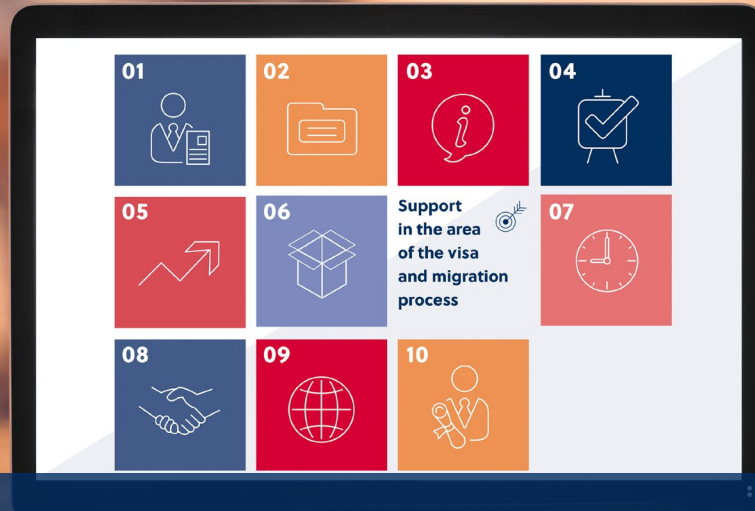 01
02
03
04
05
06
Support
in the area
of the visa
and migration
process
07
08
09
10